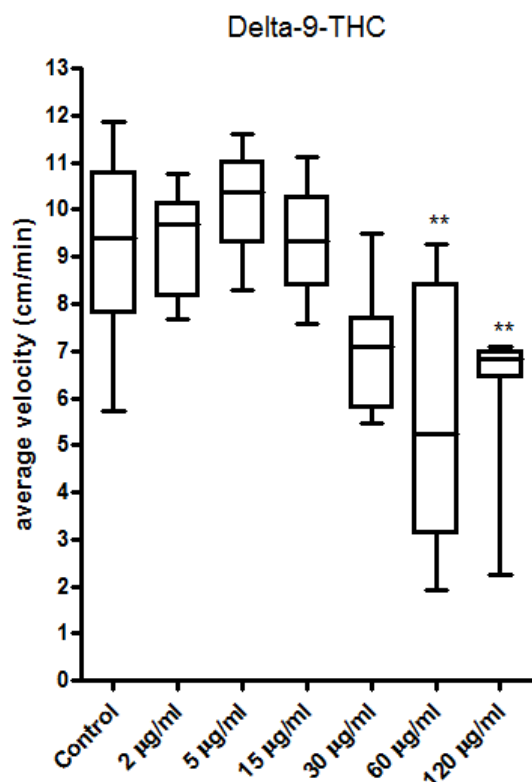 Delta-9-THC
average velocity (cm/min)
13
12
11
10
9
8
7
6
5
4
3
2
1
0
**
**
Control
2 µg/ml
5 µg/ml
15 µg/ml
30 µg/ml
60 µg/ml
120 µg/ml